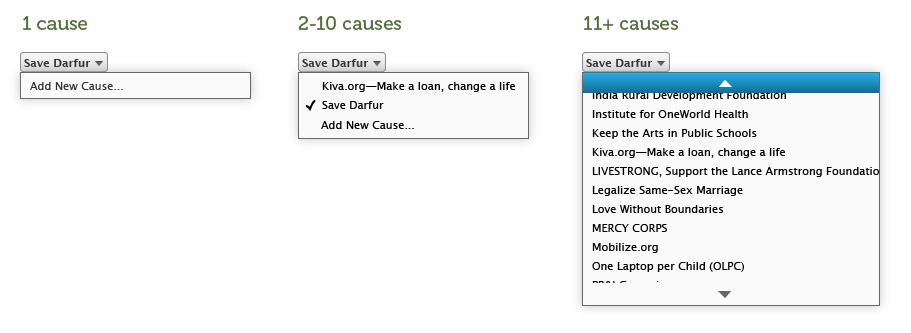 1 cause
Save Darfur
Add New Cause...
2-10 causes
Save Darfur
Kiva.org—Make a loan, change a life
Save Darfur
Add New Cause...
11+ causes
Save Darfur
India Rural Development Foundation
Institute for OneWorld Health
Keep the Arts in Public Schools
Kiva.org—Make a loan, change a life
LIVESTRONG, Support the Lance Armstrong Foundatio
Legalize Same-Sex Marriage
Love Without Boundaries
MERCY CORPS
Mobilize.org
One Laptop per Child (OLPC)